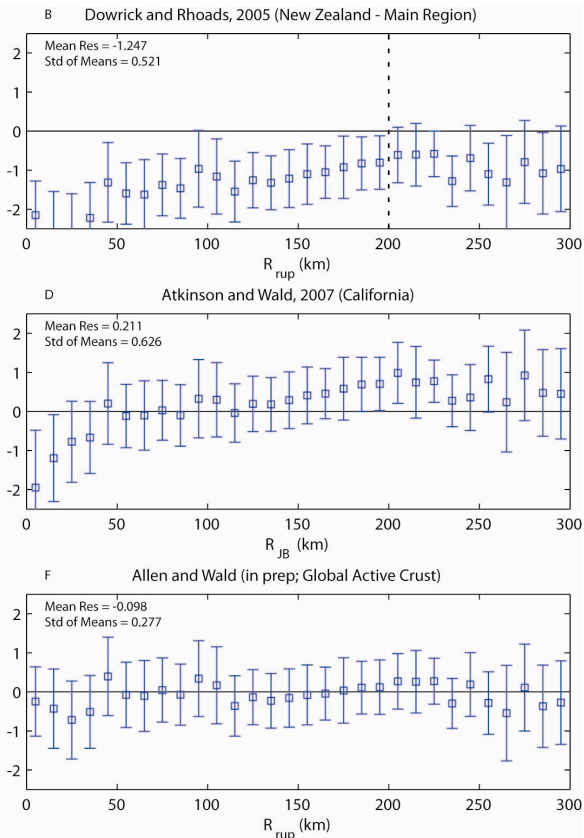 B Dowrick and Rhoads, 2005 (New Zealand - Main Region)
Mean Res = -1.247
Std of Means = 0.521
2
1
0
-1
-2
0 50 100 150 200 250 300
R rup (km)
D Atkinson and Wald, 2007 (California)
Mean Res = 0.211
Std of Means = 0.626
2
1
0
-1
-2
0 50 100 150 200 250 300
R JB (km)
F Allen and Wald (in prep; Global Active Crust)
Mean Res = -0.098
Std of Means = 0.277
2
1
0
-1
-2
0 50 100 150 200 250 300
R rup (km)